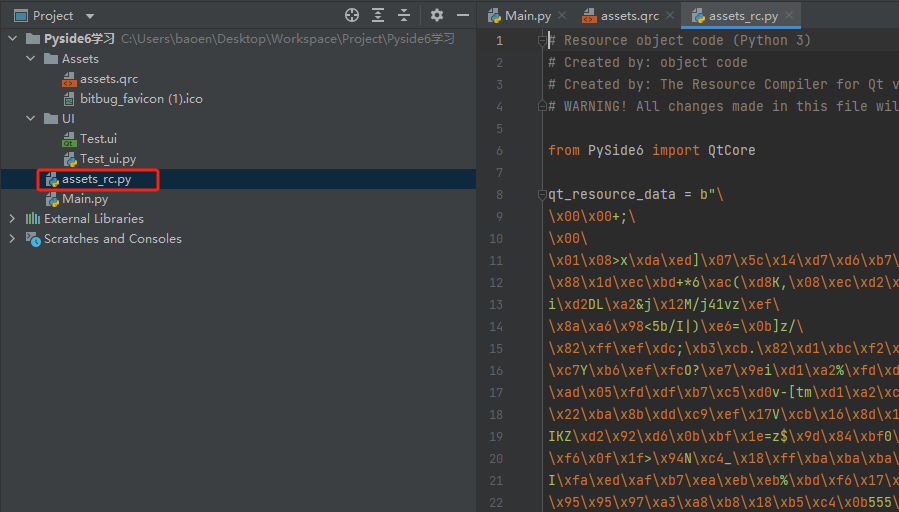 Project
Pyside6学习 C:\Users\baoen\Desktop\Workspace\Project\Pyside6学习
Assets
assets.qrc
bitbug_favicon (1).ico
UI
Test.ui
Test_ui.py
assets_rc.py
Main.py
External Libraries
Scratches and Consoles
Main.py assets.qrc assets_rc.py
1 # Resource object code (Python 3)
2 # Created by: object code
3 # Created by: The Resource Compiler for Qt v
4 # WARNING! All changes made in this file wil
5
6 from PySide6 import QtCore
7
8 qt_resource_data = b"\
9 \x00\x00+;\
10 \x00\
11 \x01\x08>x\xda\xed]\x07\x5c\x14\xd7\xd6\xb7\
12 \x88\x1d\xec\xbd+*6\xac(\xd8K,\x08\xec\xd2\x
13 i\xd2DL\xa2&j\x12M/j41vz\xef\
14 \x8a\xa6\x98<5b/I|)\xe6=\x0b]z/\
15 \x82\xff\xef\xdc;\xb3\xcb.\x82\xd1\xbc\xf2\x
16 \xc7Y\xb6\xef\xfcO?\xe7\x9ei\xd1\xa2%\xfd\xd
17 \xad\x05\xfd\xdf\xb7\xc5\xd0v-[tm\xd1\xa2\xc
18 \x22\xba\x8b\xdd\xc9\xef\x17V\xcb\x16\x8d\x1
19 IKZ\xd2\x92\xd6\x0b\xbf\x1e=z$\x9d\x84\xbf0\
20 \xf6\x0f\x1f>\x94N\xc4_\x18\xff\xba\xba\xba\
21 I\xfa\xed\xaf\xb7\xea\xeb\xeb%\xbd\xf6\x17\x
22 \x95\x95\x97\xa3\xa8\xb8\x18\xb5\xc4\x0b555\